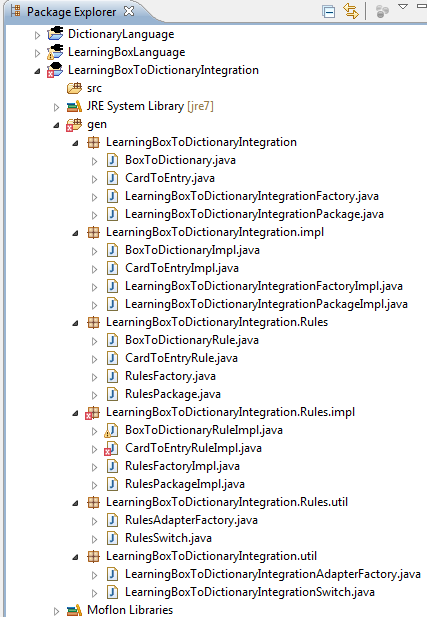 Package Explorer
DictionaryLanguage
LearningBoxLanguage
LearningBoxToDictionaryIntegration
src
JRE System Library [jre7]
gen
LearningBoxToDictionaryIntegration
BoxToDictionary.java
CardToEntry.java
LearningBoxToDictionaryIntegrationFactory.java
LearningBoxToDictionaryIntegrationPackage.java
LearningBoxToDictionaryIntegration.impl
BoxToDictionaryImpl.java
CardToEntryImpl.java
LearningBoxToDictionaryIntegrationFactoryImpl.java
LearningBoxToDictionaryIntegrationPackageImpl.java
LearningBoxToDictionaryIntegration.Rules
BoxToDictionaryRule.java
CardToEntryRule.java
RulesFactory.java
RulesPackage.java
LearningBoxToDictionaryIntegration.Rules.impl
BoxToDictionaryRuleImpl.java
CardToEntryRuleImpl.java
RulesFactoryImpl.java
RulesPackageImpl.java
LearningBoxToDictionaryIntegration.Rules.util
RulesAdapterFactory.java
RulesSwitch.java
LearningBoxToDictionaryIntegration.util
LearningBoxToDictionaryIntegrationAdapterFactory.java
LearningBoxToDictionaryIntegrationSwitch.java
Moflon Libraries